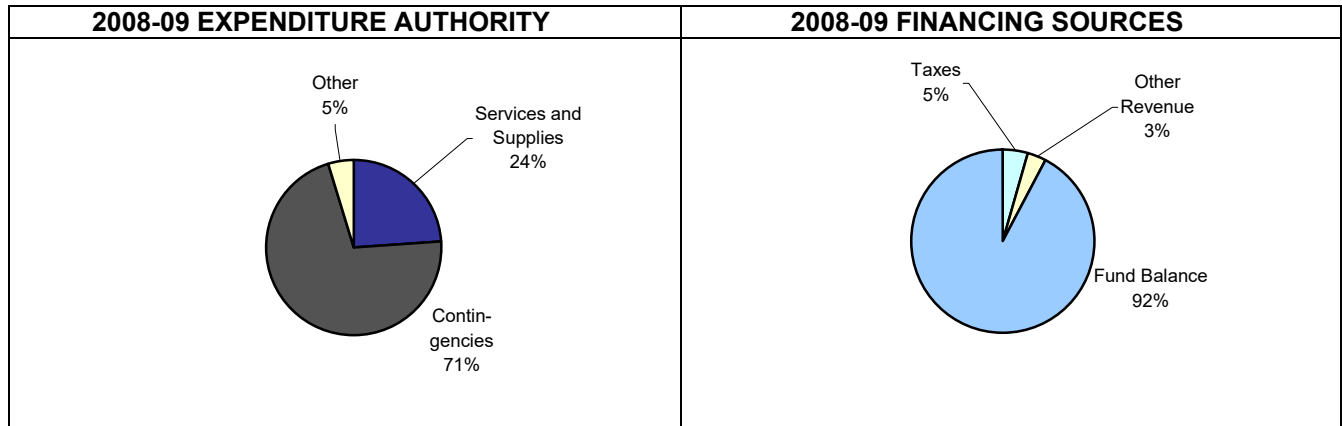 2008-09 EXPENDITURE AUTHORITY
Other
5%
Services and
Supplies
24%
Contin-
gencies
71%
2008-09 FINANCING SOURCES
Taxes
5%
Other
Revenue
3%
Fund Balance
92%